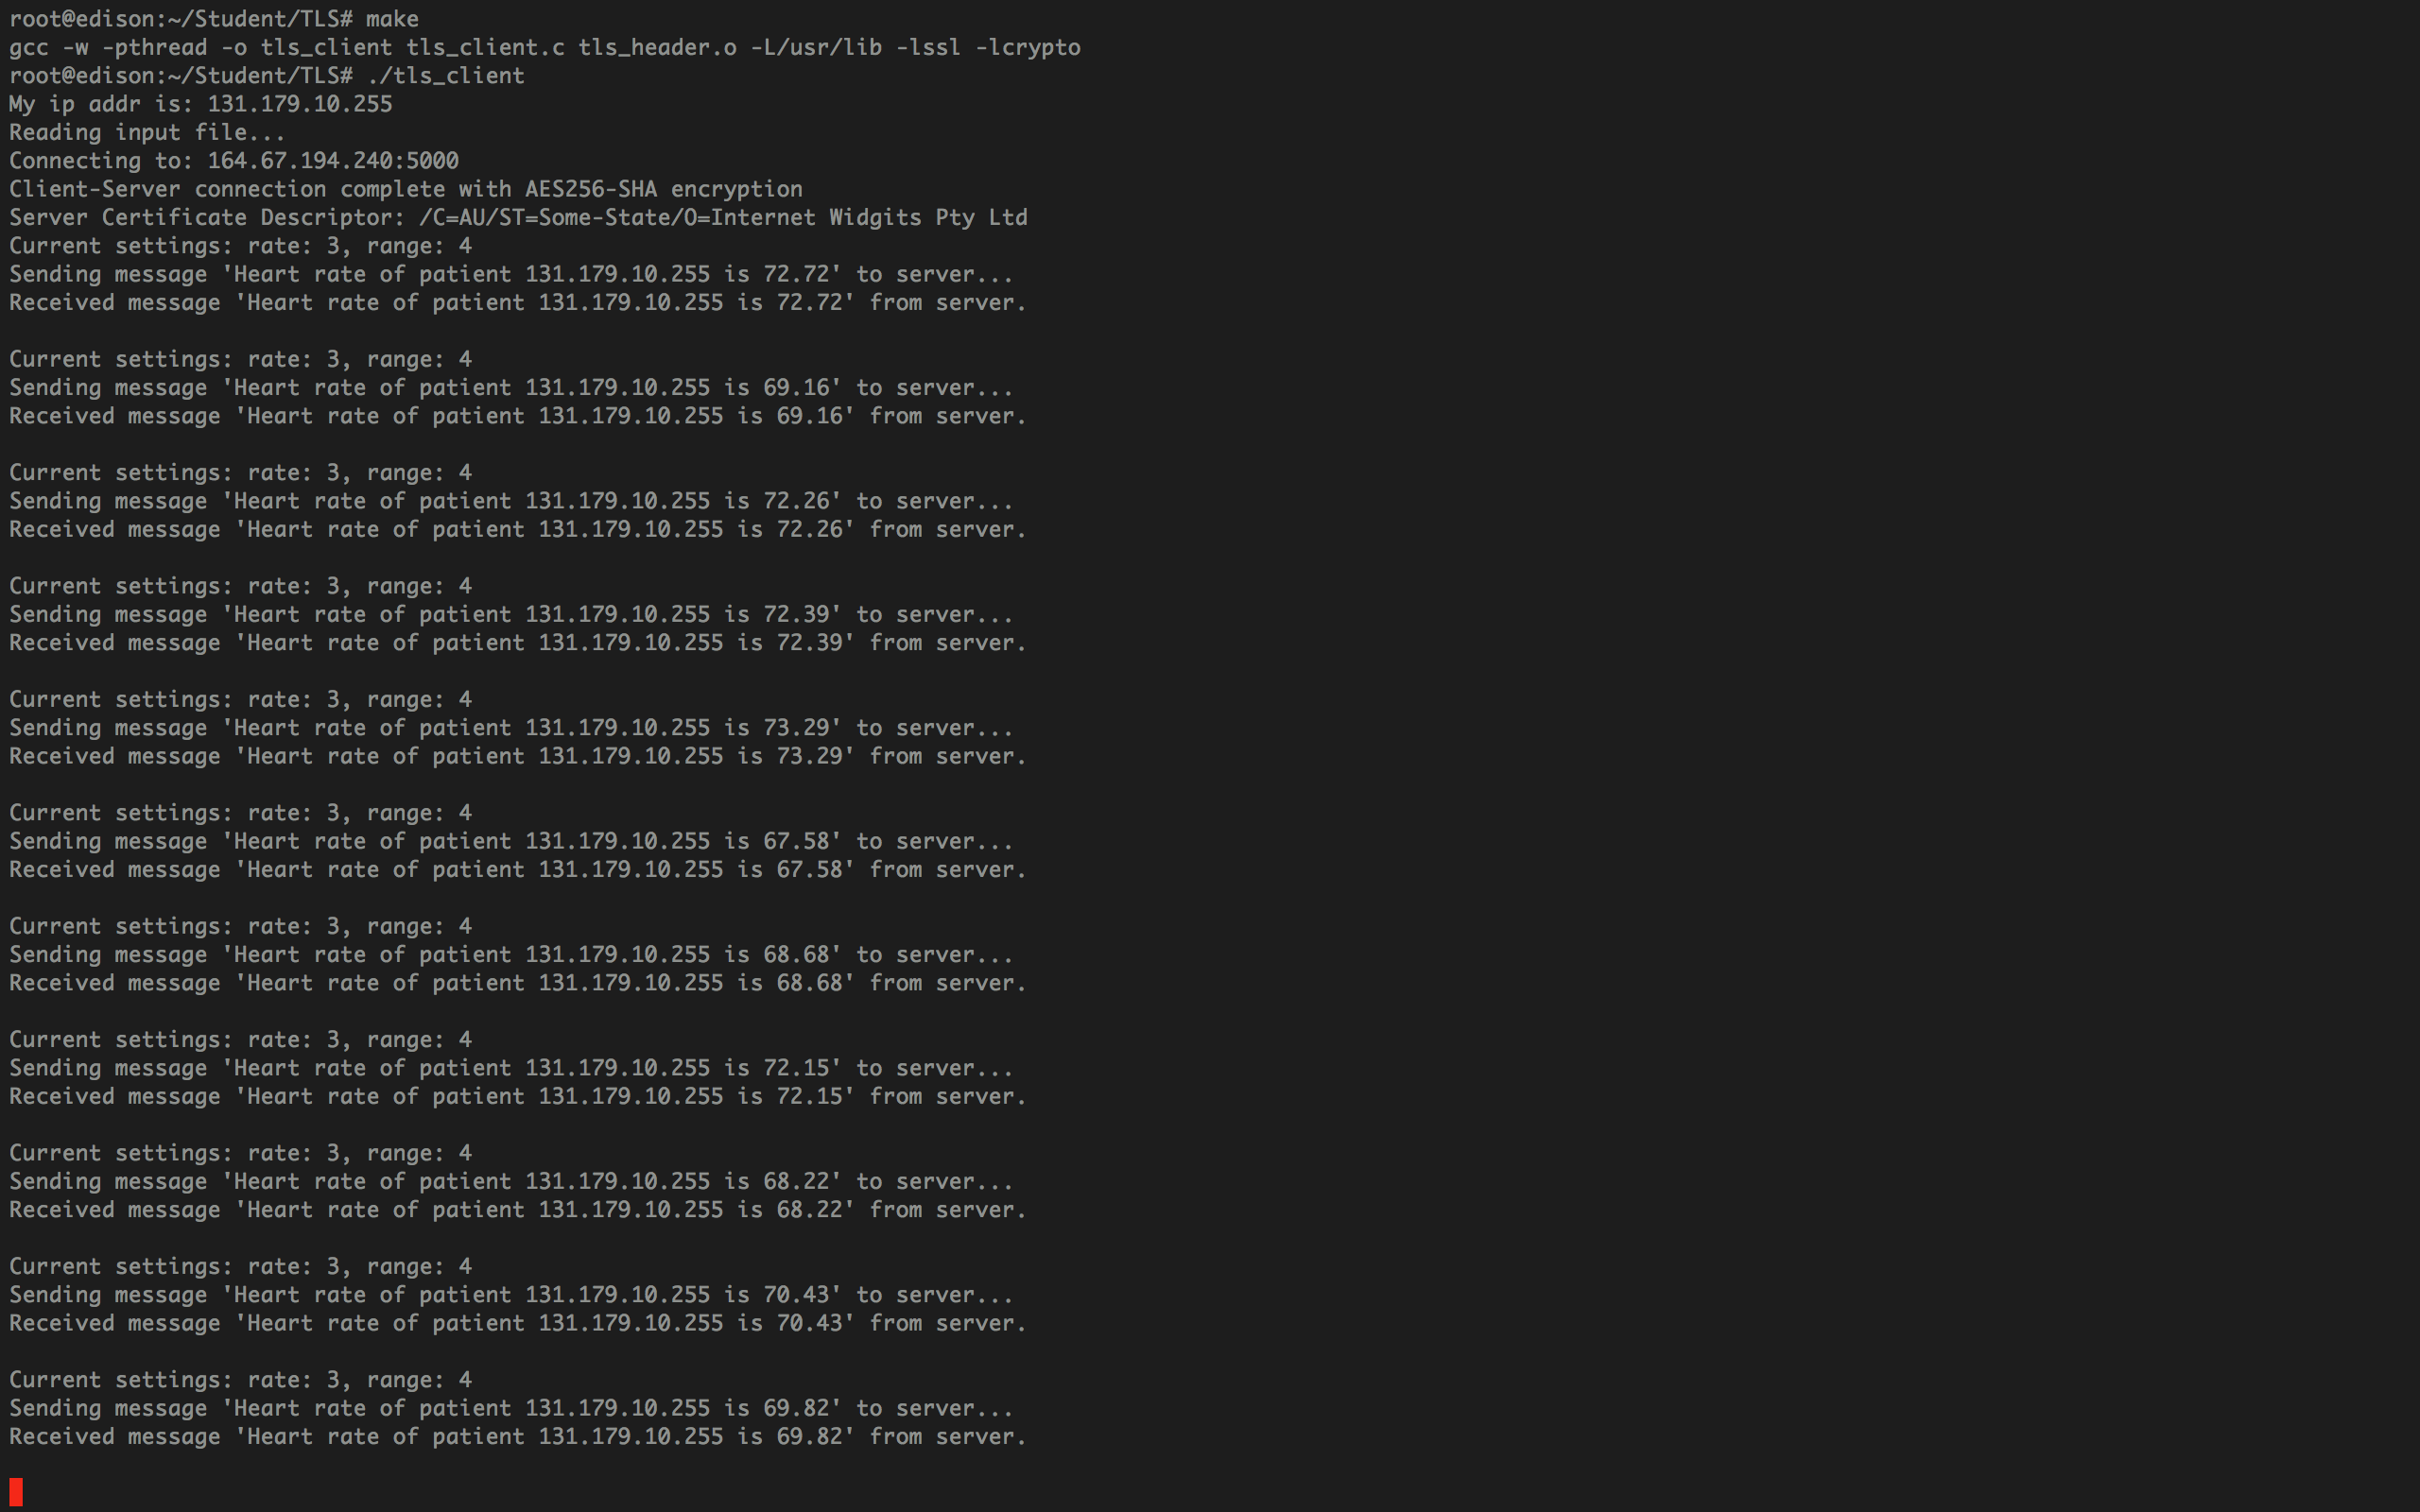 root@edison:~/Student/TLS# make
gcc -w -pthread -o tls_client tls_client.c tls_header.o -L/usr/lib -lssl -lcrypto
root@edison:~/Student/TLS# ./tls_client
My ip addr is: 131.179.10.255
Reading input file...
Connecting to: 164.67.194.240:5000
Client-Server connection complete with AES256-SHA encryption
Server Certificate Descriptor: /C=AU/ST=Some-State/O=Internet Widgits Pty Ltd
Current settings: rate: 3, range: 4
Sending message 'Heart rate of patient 131.179.10.255 is 72.72' to server...
Received message 'Heart rate of patient 131.179.10.255 is 72.72' from server.

Current settings: rate: 3, range: 4
Sending message 'Heart rate of patient 131.179.10.255 is 69.16' to server...
Received message 'Heart rate of patient 131.179.10.255 is 69.16' from server.

Current settings: rate: 3, range: 4
Sending message 'Heart rate of patient 131.179.10.255 is 72.26' to server...
Received message 'Heart rate of patient 131.179.10.255 is 72.26' from server.

Current settings: rate: 3, range: 4
Sending message 'Heart rate of patient 131.179.10.255 is 72.39' to server...
Received message 'Heart rate of patient 131.179.10.255 is 72.39' from server.

Current settings: rate: 3, range: 4
Sending message 'Heart rate of patient 131.179.10.255 is 73.29' to server...
Received message 'Heart rate of patient 131.179.10.255 is 73.29' from server.

Current settings: rate: 3, range: 4
Sending message 'Heart rate of patient 131.179.10.255 is 67.58' to server...
Received message 'Heart rate of patient 131.179.10.255 is 67.58' from server.

Current settings: rate: 3, range: 4
Sending message 'Heart rate of patient 131.179.10.255 is 68.68' to server...
Received message 'Heart rate of patient 131.179.10.255 is 68.68' from server.

Current settings: rate: 3, range: 4
Sending message 'Heart rate of patient 131.179.10.255 is 72.15' to server...
Received message 'Heart rate of patient 131.179.10.255 is 72.15' from server.

Current settings: rate: 3, range: 4
Sending message 'Heart rate of patient 131.179.10.255 is 68.22' to server...
Received message 'Heart rate of patient 131.179.10.255 is 68.22' from server.

Current settings: rate: 3, range: 4
Sending message 'Heart rate of patient 131.179.10.255 is 70.43' to server...
Received message 'Heart rate of patient 131.179.10.255 is 70.43' from server.

Current settings: rate: 3, range: 4
Sending message 'Heart rate of patient 131.179.10.255 is 69.82' to server...
Received message 'Heart rate of patient 131.179.10.255 is 69.82' from server.